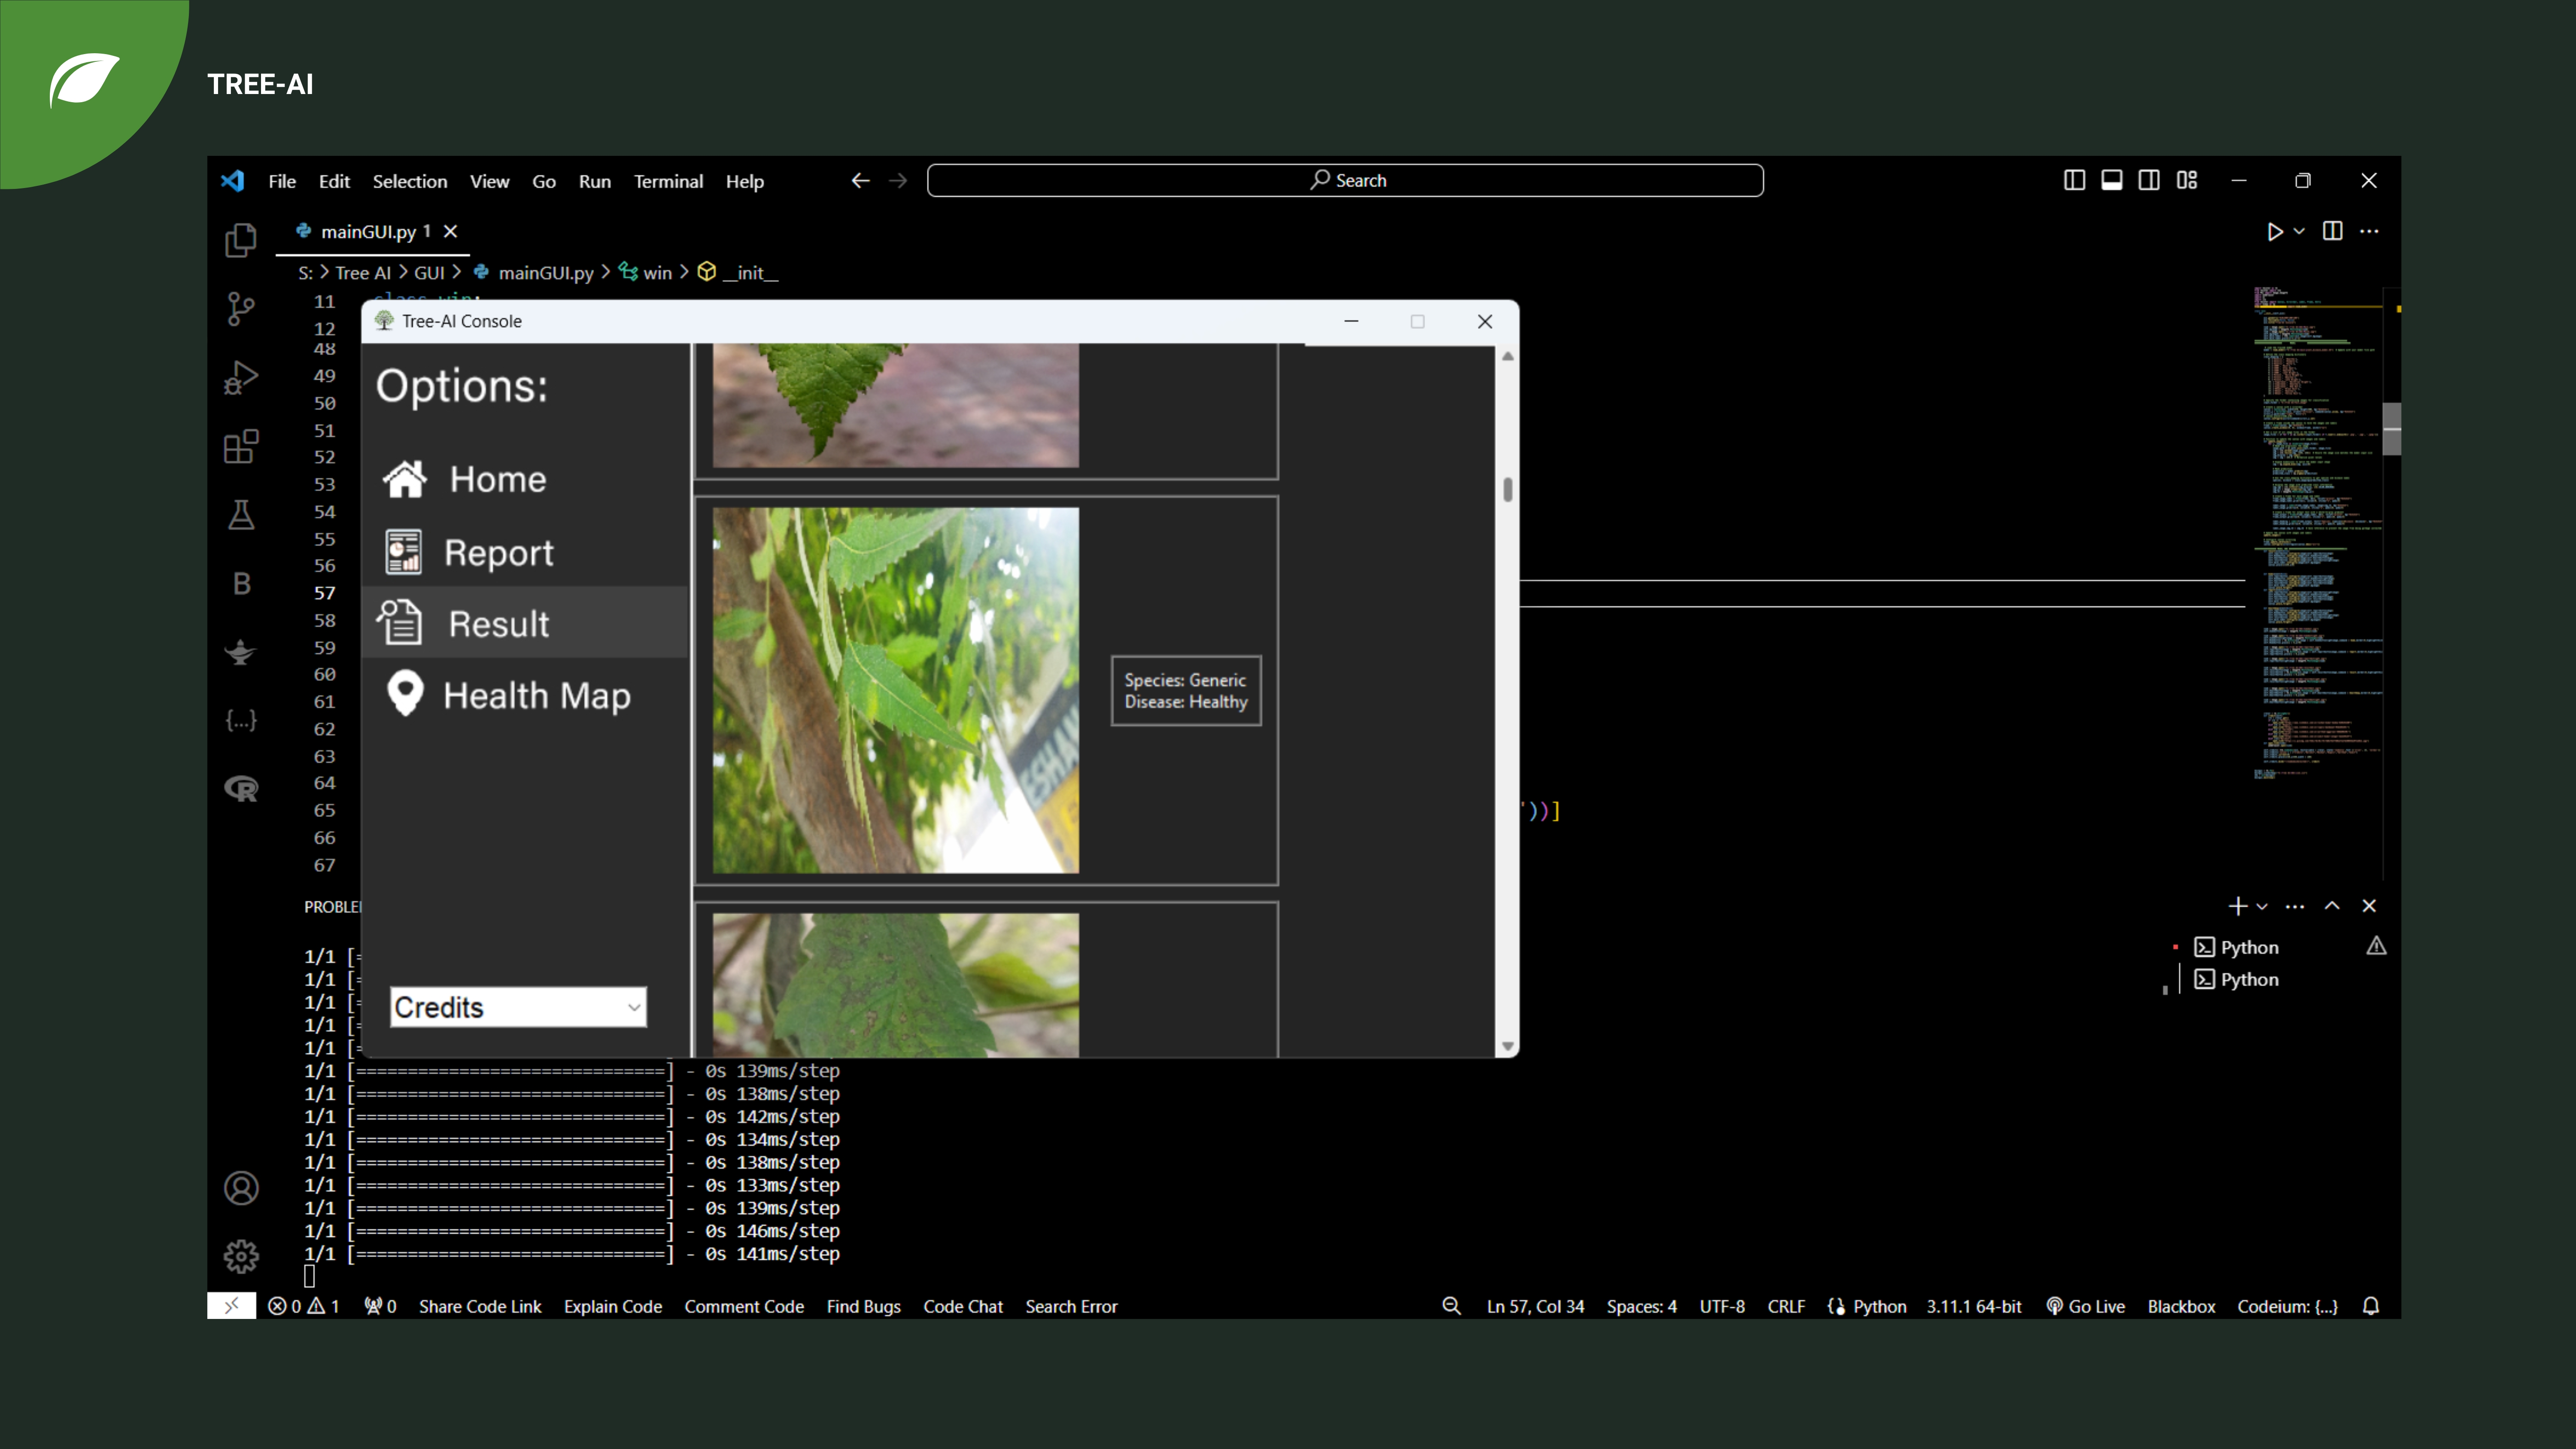 TREE-AI
File Edit Selection View Go Run Terminal Help
Search
mainGUI.py 1
S: > Tree AI > GUI > mainGUI.py > win > __init__
11
12
48
49
50
51
52
53
54
55
56
57
58
59
60
61
62
63
64
65
66
67
'))]
Tree-AI Console
Options:
Home
Report
Result
Health Map
Credits
Species: Generic
Disease: Healthy
ESHA
PROBLE
Python
Python
1/1 [=
1/1 [=
1/1 [=
1/1 [=
1/1 [=
1/1 [==============================] - 0s 139ms/step
1/1 [==============================] - 0s 138ms/step
1/1 [==============================] - 0s 142ms/step
1/1 [==============================] - 0s 134ms/step
1/1 [==============================] - 0s 138ms/step
1/1 [==============================] - 0s 133ms/step
1/1 [==============================] - 0s 139ms/step
1/1 [==============================] - 0s 146ms/step
1/1 [==============================] - 0s 141ms/step
0 1 0 Share Code Link Explain Code Comment Code Find Bugs Code Chat Search Error Ln 57, Col 34 Spaces: 4 UTF-8 CRLF Python 3.11.1 64-bit Go Live Blackbox Codeium: {...}